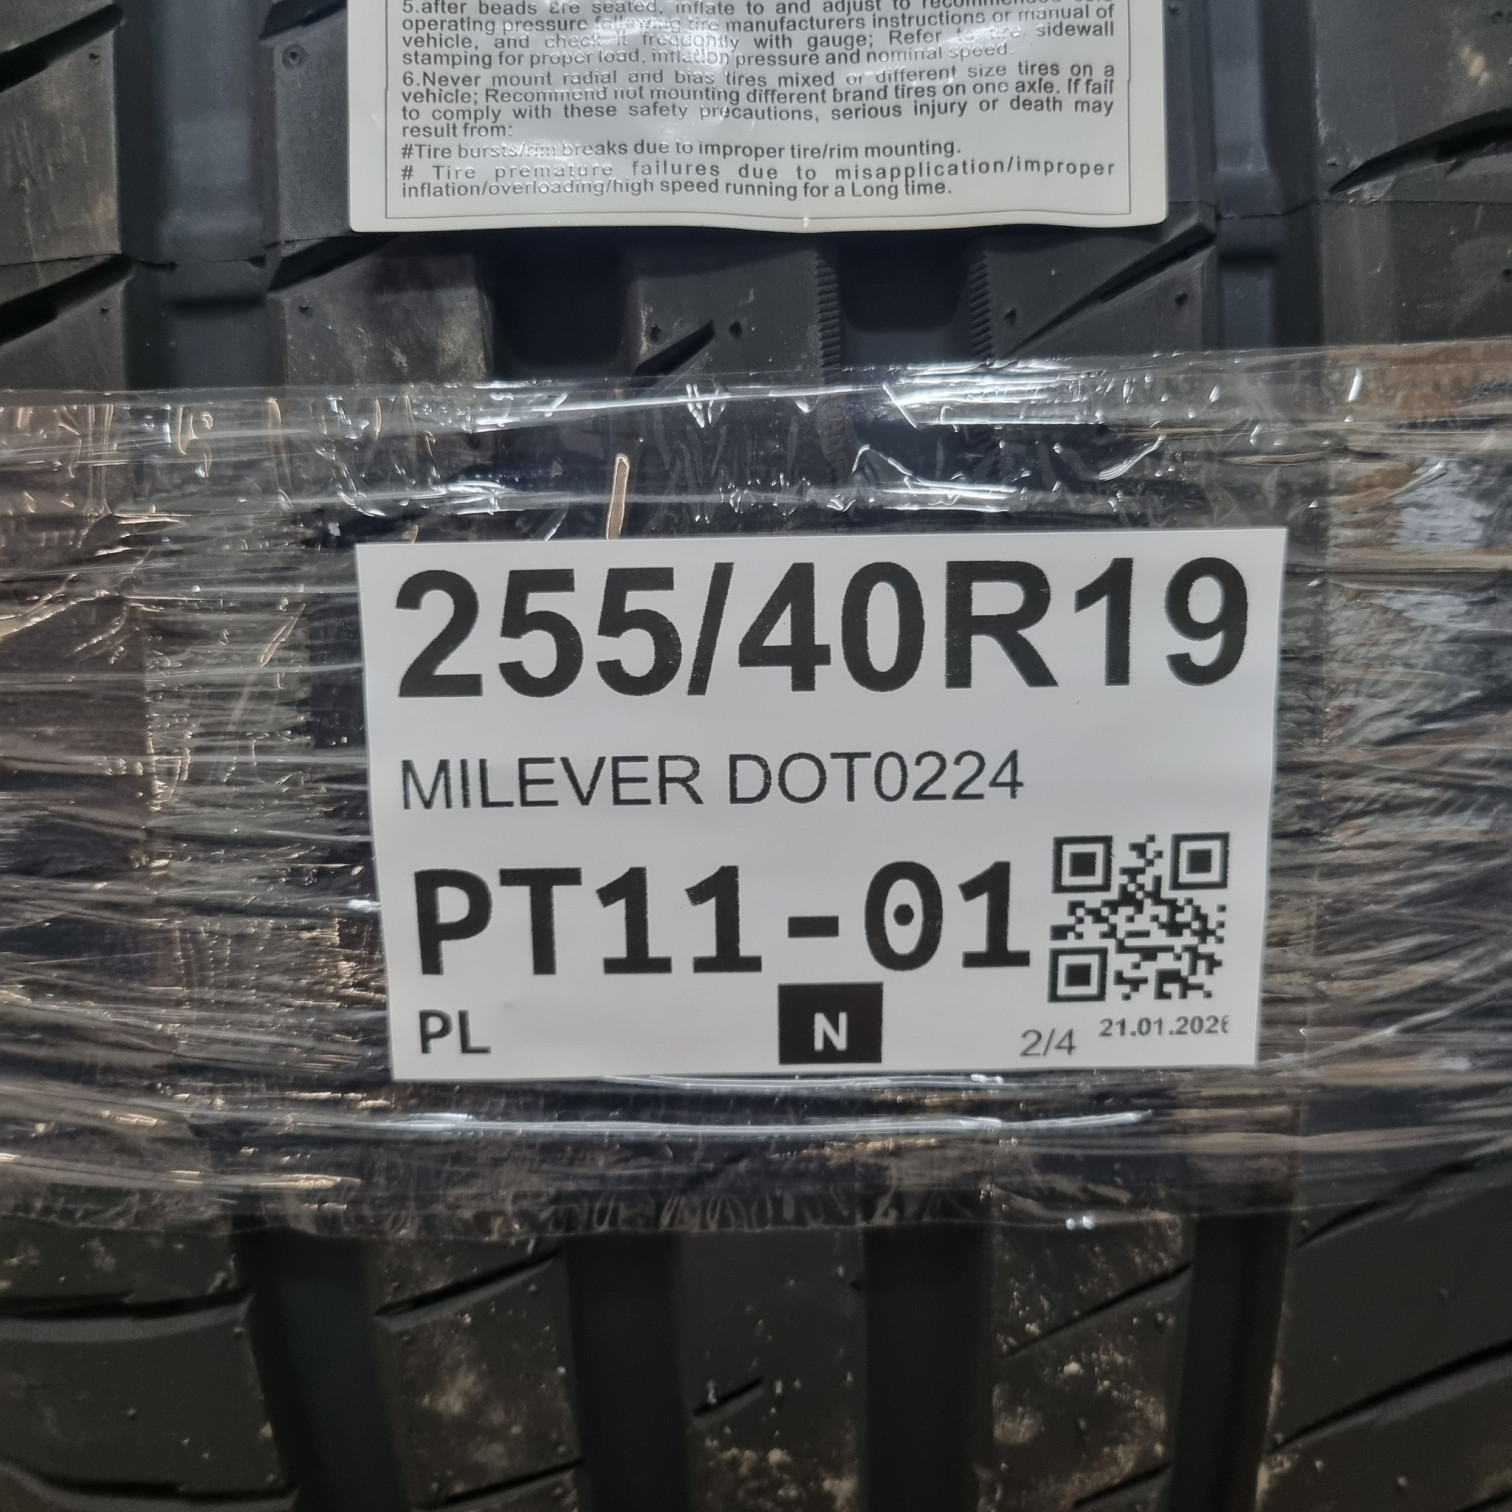 5.after beads are seated, inflate to and adjust to recommended cold
operating pressure following tire manufacturers instructions or manual of
vehicle, and check it frequently with gauge; Refer to tire sidewall
stamping for proper load, inflation pressure and nominal speed.
6.Never mount radial and bias tires mixed or different size tires on a
vehicle; Recommend not mounting different brand tires on one axle. If fail
to comply with these safety precautions, serious injury or death may
result from:
#Tire bursts/rim breaks due to improper tire/rim mounting.
# Tire premature failures due to misapplication/improper
inflation/overloading/high speed running for a Long time.
255/40R19
MILEVER DOT0224
PT11-01
PL
N
2/4
21.01.2026